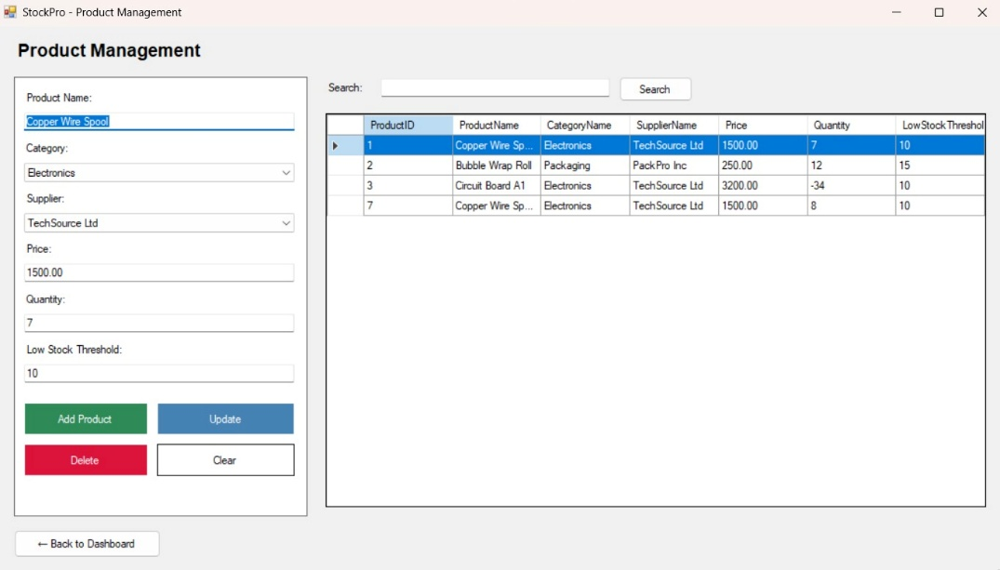 StockPro - Product Management
Product Management
Product Name:
Copper Wire Spool
Category:
Electronics
Supplier:
TechSource Ltd
Price:
1500.00
Quantity:
7
Low Stock Threshold:
10
Add Product Update
Delete Clear
← Back to Dashboard
Search: Search
ProductID ProductName CategoryName SupplierName Price Quantity LowStockThreshol
1 Copper Wire Sp... Electronics TechSource Ltd 1500.00 7 10
2 Bubble Wrap Roll Packaging PackPro Inc 250.00 12 15
3 Circuit Board A1 Electronics TechSource Ltd 3200.00 -34 10
7 Copper Wire Sp... Electronics TechSource Ltd 1500.00 8 10